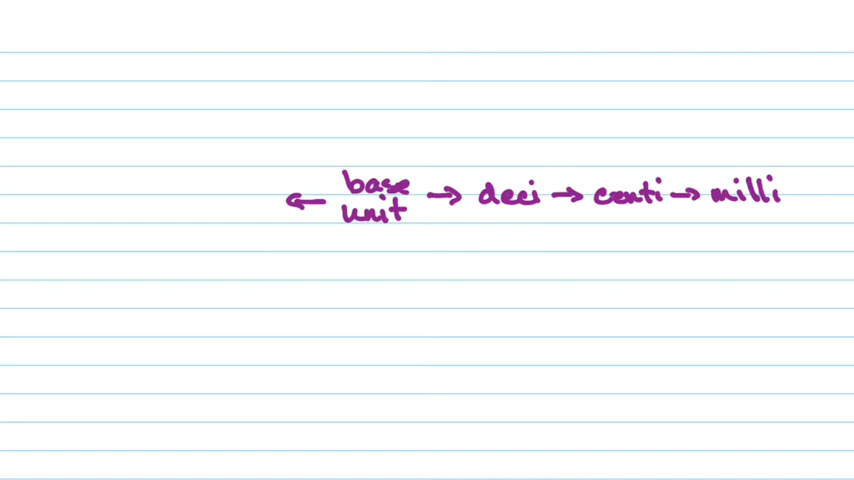 ← base unit → deci → centi → milli